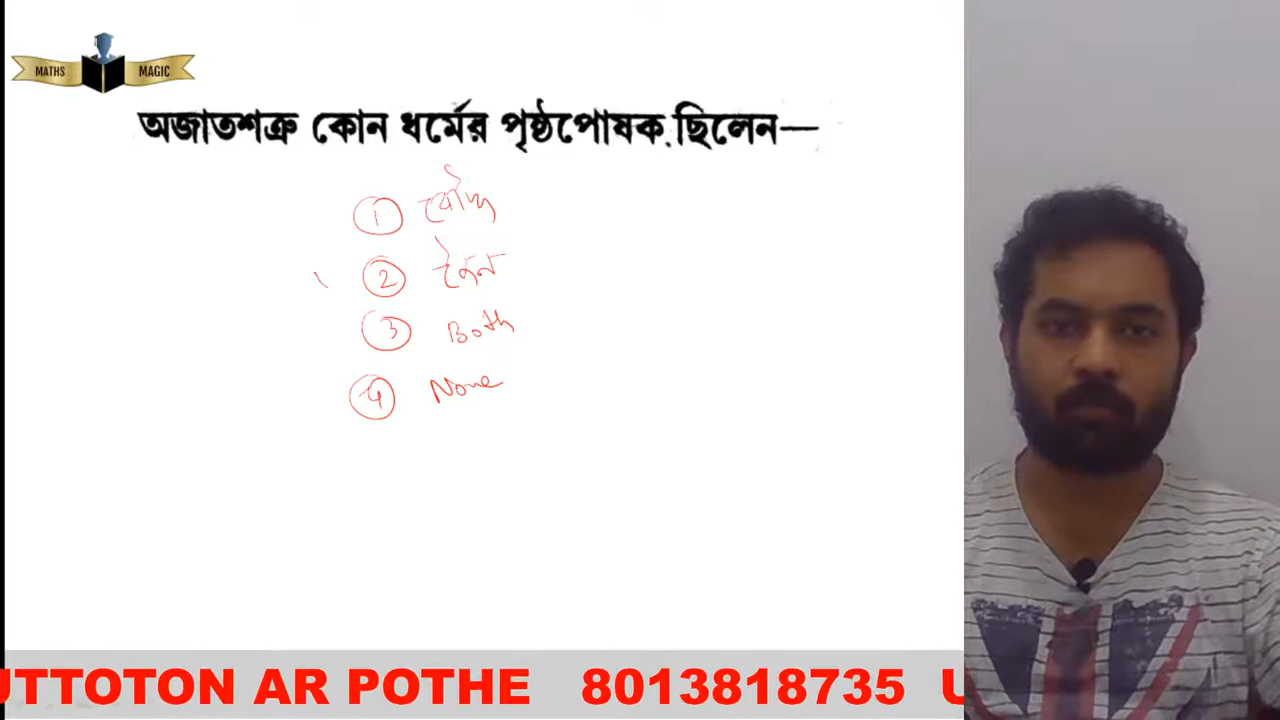 MATHS MAGIC
অজাতশত্রু কোন ধর্মের পৃষ্ঠপোষক ছিলেন—
1 বৌদ্ধ
2 জৈন
3 Both
4 None
UTTOTON AR POTHE 8013818735 U